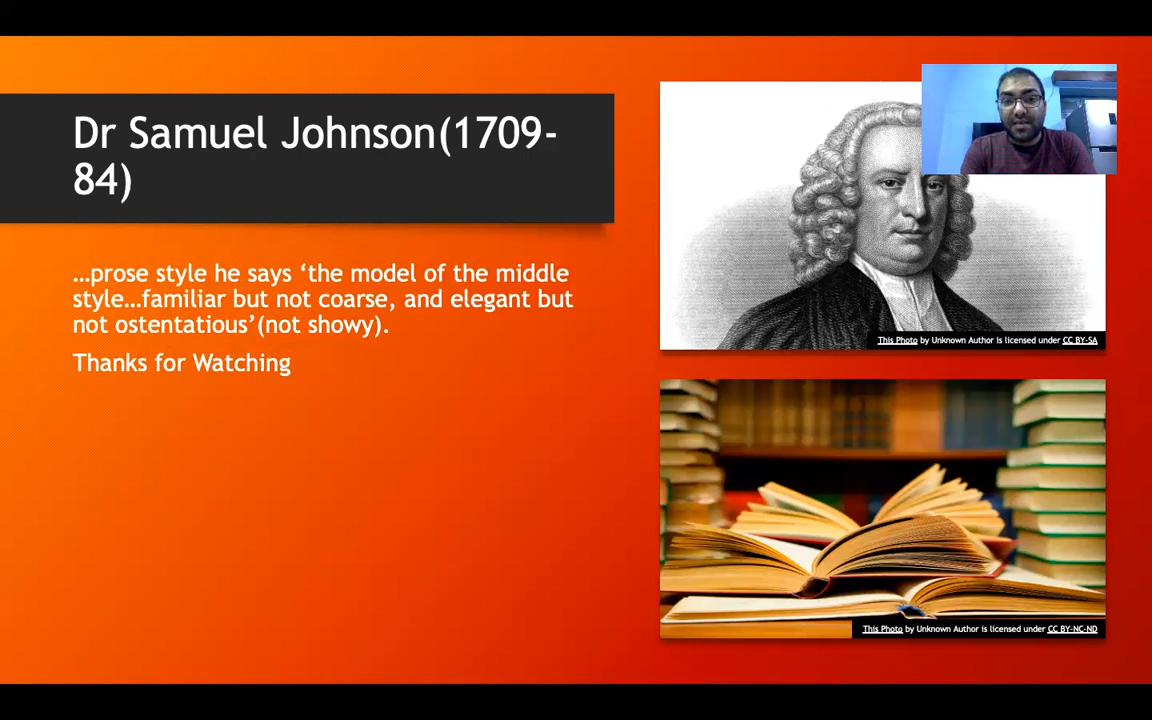 Dr Samuel Johnson(1709-
84)
…prose style he says ‘the model of the middle
style…familiar but not coarse, and elegant but
not ostentatious’(not showy).
Thanks for Watching
This Photo by Unknown Author is licensed under CC BY-SA
This Photo by Unknown Author is licensed under CC BY-NC-ND